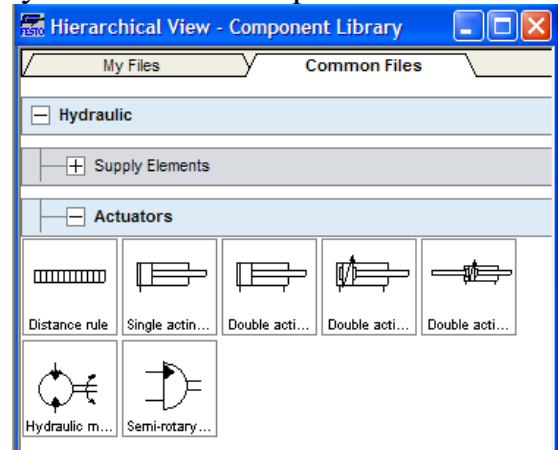 FESTO Hierarchical View - Component Library
My Files Common Files
Hydraulic
Supply Elements
Actuators
Distance rule Single actin... Double acti... Double acti... Double acti...
Hydraulic m... Semi-rotary...